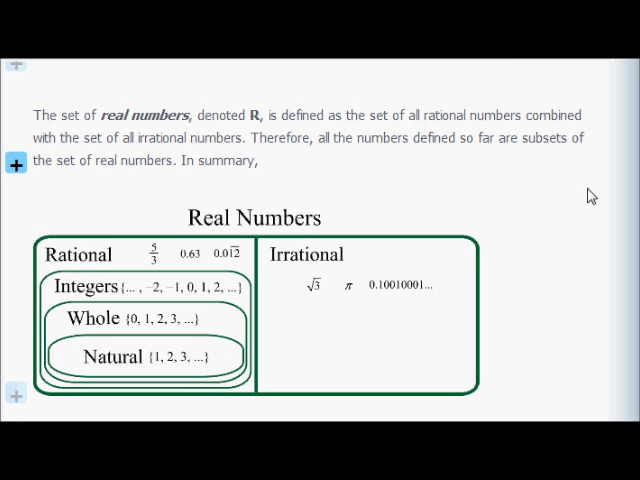 The set of real numbers, denoted R, is defined as the set of all rational numbers combined
with the set of all irrational numbers. Therefore, all the numbers defined so far are subsets of
the set of real numbers. In summary,
Real Numbers
Rational 5/3 0.63 0.01̅2̅
Integers {... , −2, −1, 0, 1, 2, ...}
Whole {0, 1, 2, 3, ...}
Natural {1, 2, 3, ...}
Irrational
√3 π 0.10010001...